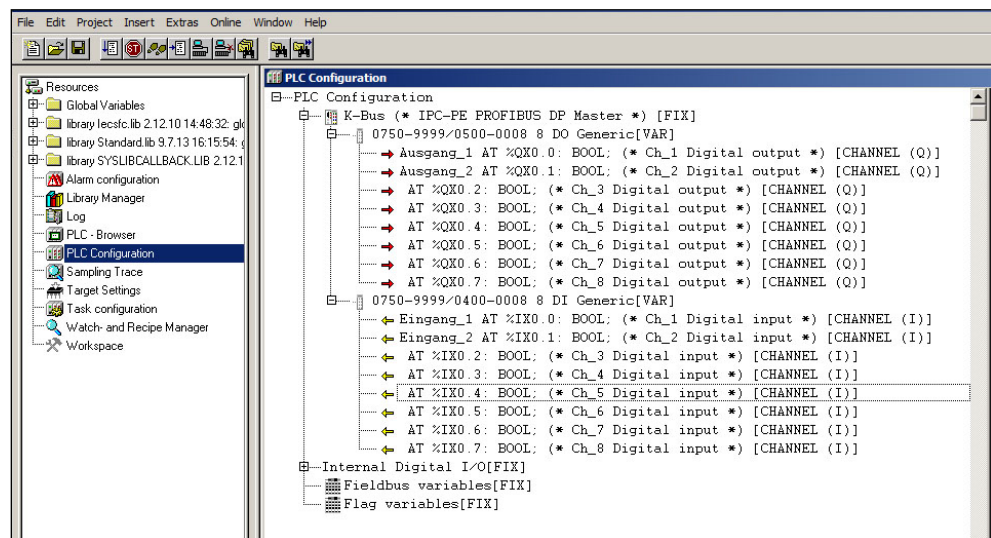 File Edit Project Insert Extras Online Window Help
Resources
Global Variables
library Iecsfc.lib 2.12.10 14:48:32:
library Standard.lib 9.7.13 16:15:54:
library SYSLIBCALLBACK.LIB 2.12.1
Alarm configuration
Library Manager
Log
PLC - Browser
PLC Configuration
Sampling Trace
Target Settings
Task configuration
Watch- and Recipe Manager
Workspace
PLC Configuration
PLC Configuration
K-Bus (* IPC-PE PROFIBUS DP Master *) [FIX]
0750-9999/0500-0008 8 DO Generic[VAR]
Ausgang_1 AT %QX0.0: BOOL; (* Ch_1 Digital output *) [CHANNEL (Q)]
Ausgang_2 AT %QX0.1: BOOL; (* Ch_2 Digital output *) [CHANNEL (Q)]
AT %QX0.2: BOOL; (* Ch_3 Digital output *) [CHANNEL (Q)]
AT %QX0.3: BOOL; (* Ch_4 Digital output *) [CHANNEL (Q)]
AT %QX0.4: BOOL; (* Ch_5 Digital output *) [CHANNEL (Q)]
AT %QX0.5: BOOL; (* Ch_6 Digital output *) [CHANNEL (Q)]
AT %QX0.6: BOOL; (* Ch_7 Digital output *) [CHANNEL (Q)]
AT %QX0.7: BOOL; (* Ch_8 Digital output *) [CHANNEL (Q)]
0750-9999/0400-0008 8 DI Generic[VAR]
Eingang_1 AT %IX0.0: BOOL; (* Ch_1 Digital input *) [CHANNEL (I)]
Eingang_2 AT %IX0.1: BOOL; (* Ch_2 Digital input *) [CHANNEL (I)]
AT %IX0.2: BOOL; (* Ch_3 Digital input *) [CHANNEL (I)]
AT %IX0.3: BOOL; (* Ch_4 Digital input *) [CHANNEL (I)]
AT %IX0.4: BOOL; (* Ch_5 Digital input *) [CHANNEL (I)]
AT %IX0.5: BOOL; (* Ch_6 Digital input *) [CHANNEL (I)]
AT %IX0.6: BOOL; (* Ch_7 Digital input *) [CHANNEL (I)]
AT %IX0.7: BOOL; (* Ch_8 Digital input *) [CHANNEL (I)]
Internal Digital I/O[FIX]
Fieldbus variables[FIX]
Flag variables[FIX]